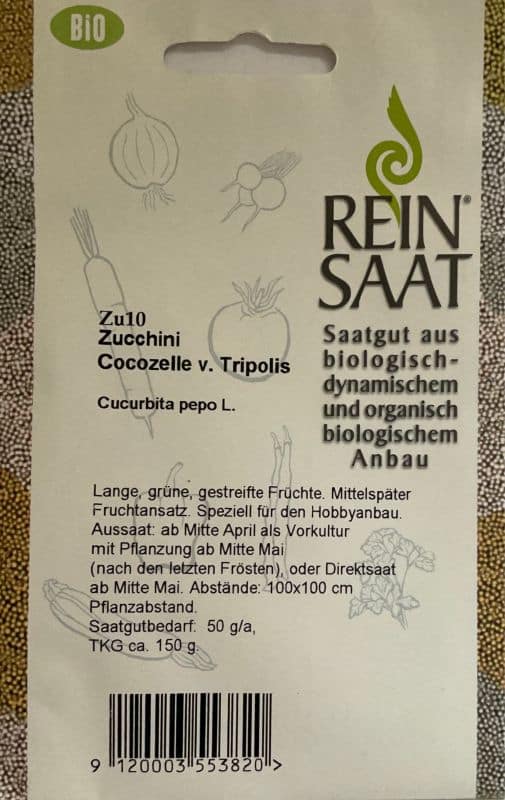 BiO
REIN
SAAT®
Saatgut aus
biologisch-
dynamischem
und organisch
biologischem
Anbau
Zu10
Zucchini
Cocozelle v. Tripolis
Cucurbita pepo L.
Lange, grüne, gestreifte Früchte. Mittelspäter
Fruchtansatz. Speziell für den Hobbyanbau.
Aussaat: ab Mitte April als Vorkultur
mit Pflanzung ab Mitte Mai
(nach den letzten Frösten), oder Direktsaat
ab Mitte Mai. Abstände: 100x100 cm
Pflanzabstand.
Saatgutbedarf: 50 g/a,
TKG ca. 150 g.
9 120003 553820 >